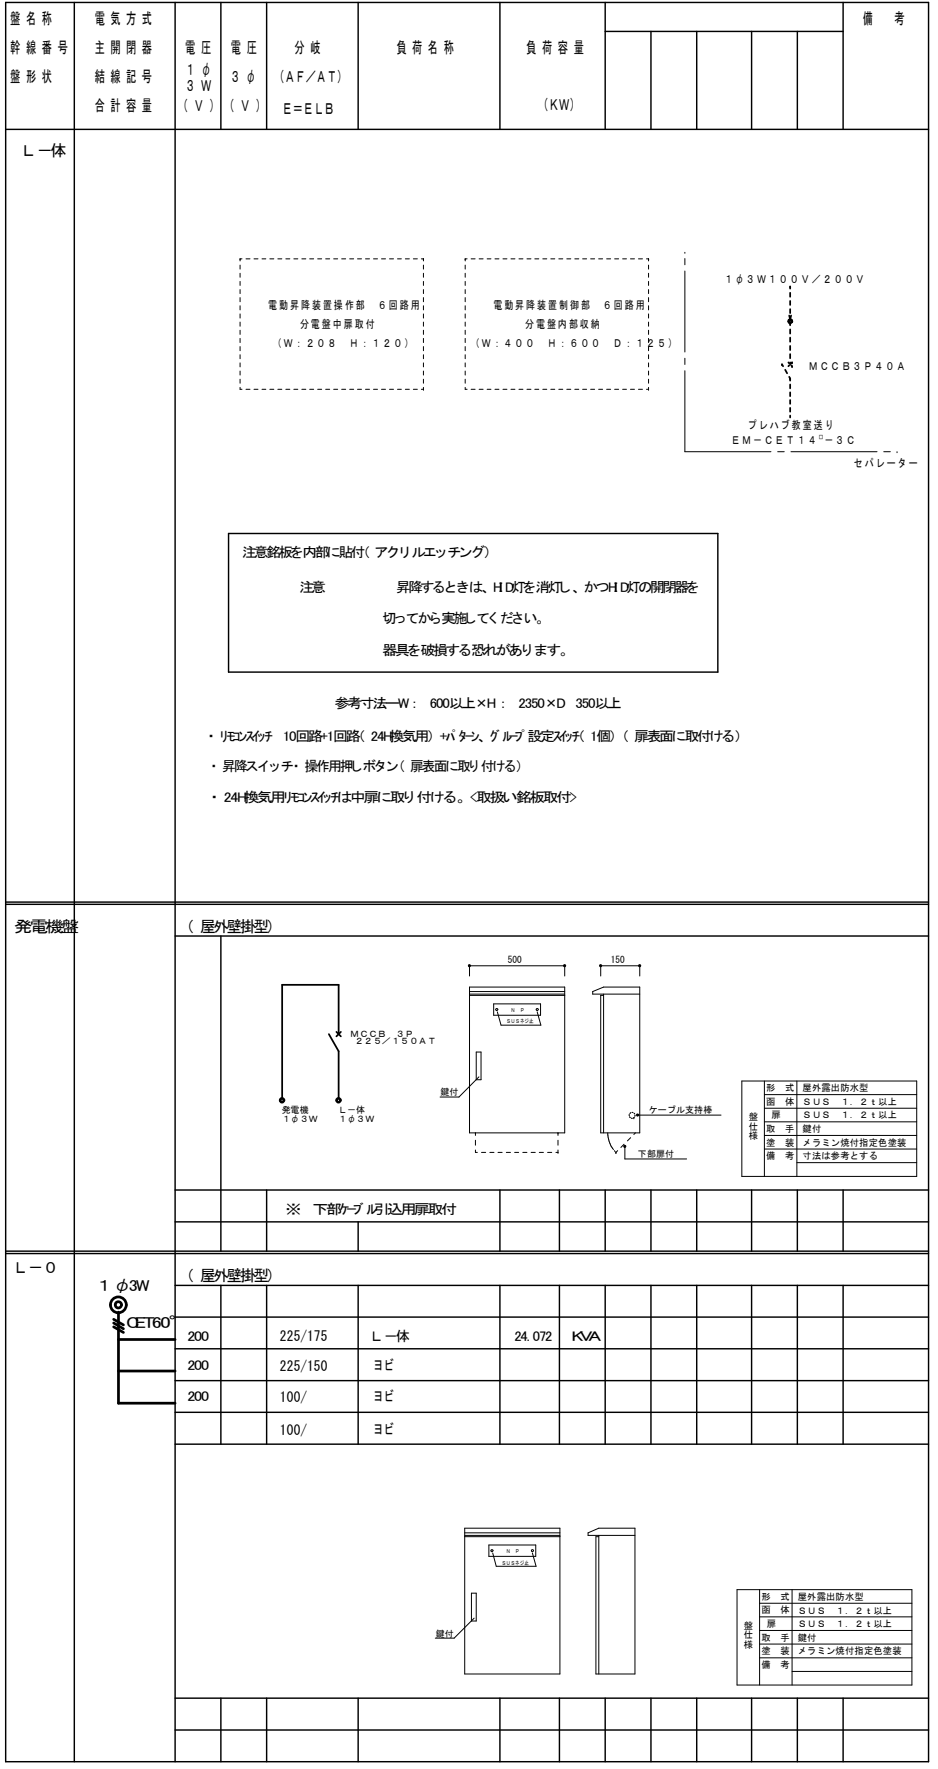 盤名称 電気方式 備 考
幹線番号 主開閉器 電圧 電圧 分岐 負荷名称 負荷容量
盤形状 結線記号 1φ3W 3φ (AF/AT)
合計容量 (V) (V) E=ELB (KW)
L-体
電動昇降装置操作部 6回路用
分電盤中扉取付
(W:208 H:120)
電動昇降装置制御部 6回路用
分電盤内部収納
(W:400 H:600 D:125)
1φ3W100V/200V
MCCB3P40A
プレハブ教室送り
EM-CET14□-3C
セパレーター
注意銘板を内部に貼付(アクリルエッチング)
注意 昇降するときは、HID灯を消灯し、かつHID灯の開閉器を
切ってから実施してください。
器具を破損する恐れがあります。
参考寸法-W: 600以上×H: 2350×D 350以上
・ﾘﾓｺﾝｽｲｯﾁ 10回路+1回路(24H換気用)+ﾊﾟﾀｰﾝ、ｸﾞﾙｰﾌﾟ設定ｽｲｯﾁ(1個)(扉表面に取付ける)
・昇降スイッチ・操作用押しボタン(扉表面に取り付ける)
・24H換気用ﾘﾓｺﾝｽｲｯﾁは中扉に取り付ける。<取扱い銘板取付>
発電機盤 (屋外壁掛型)
500 150
NP
SUSネジ止
MCCB 3P
225/150AT
鍵付
発電機
1φ3W
L-体
1φ3W
ケーブル支持棒
下部扉付
盤仕様
形 式 屋外露出防水型
函 体 SUS 1.2t以上
扉 SUS 1.2t以上
取 手 鍵付
塗 装 メラミン焼付指定色塗装
備 考 寸法は参考とする
※ 下部ｹｰﾌﾞﾙ引込用扉取付
L-0 (屋外壁掛型)
1φ3W
CET60°
200 225/175 L-体 24.072 KVA
200 225/150 ヨビ
200 100/ ヨビ
100/ ヨビ
NP
SUSネジ止
鍵付
盤仕様
形 式 屋外露出防水型
函 体 SUS 1.2t以上
扉 SUS 1.2t以上
取 手 鍵付
塗 装 メラミン焼付指定色塗装
備 考